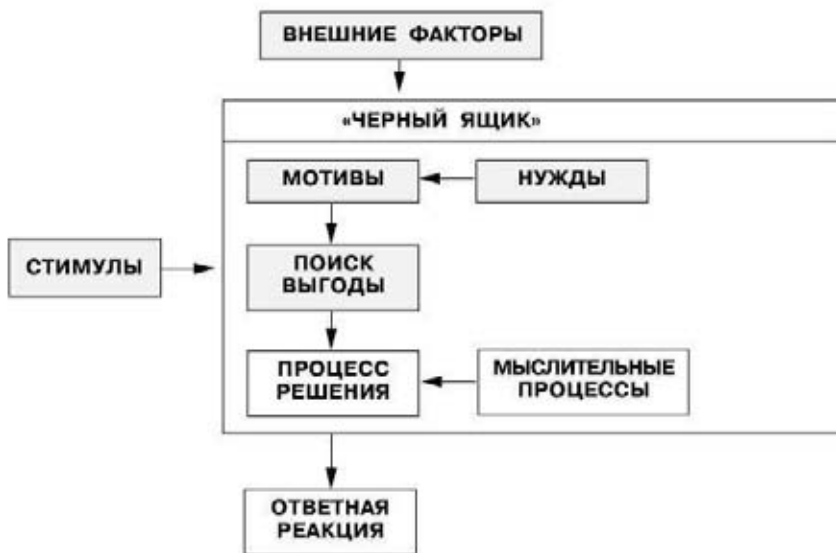 ВНЕШНИЕ ФАКТОРЫ
«ЧЕРНЫЙ ЯЩИК»
МОТИВЫ
НУЖДЫ
СТИМУЛЫ
ПОИСК
ВЫГОДЫ
ПРОЦЕСС
РЕШЕНИЯ
МЫСЛИТЕЛЬНЫЕ
ПРОЦЕССЫ
ОТВЕТНАЯ
РЕАКЦИЯ